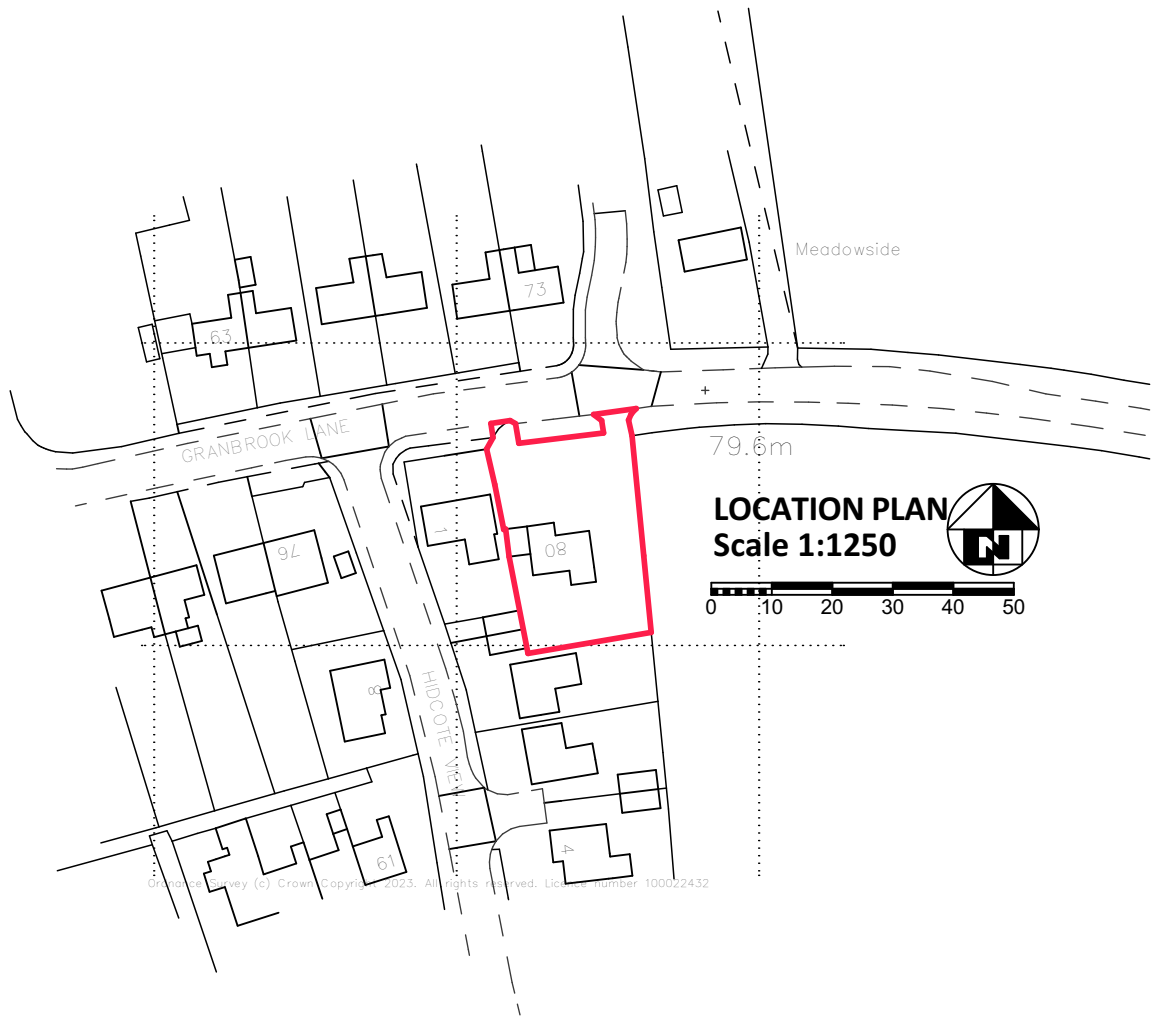 Meadowside
73
63
GRANBROOK LANE
79.6m
LOCATION PLAN
Scale 1:1250
N
0 10 20 30 40 50
1
80
76
8
HIDCOTE VIEW
4
61
Ordnance Survey (c) Crown Copyright 2023. All rights reserved. Licence number 100022432